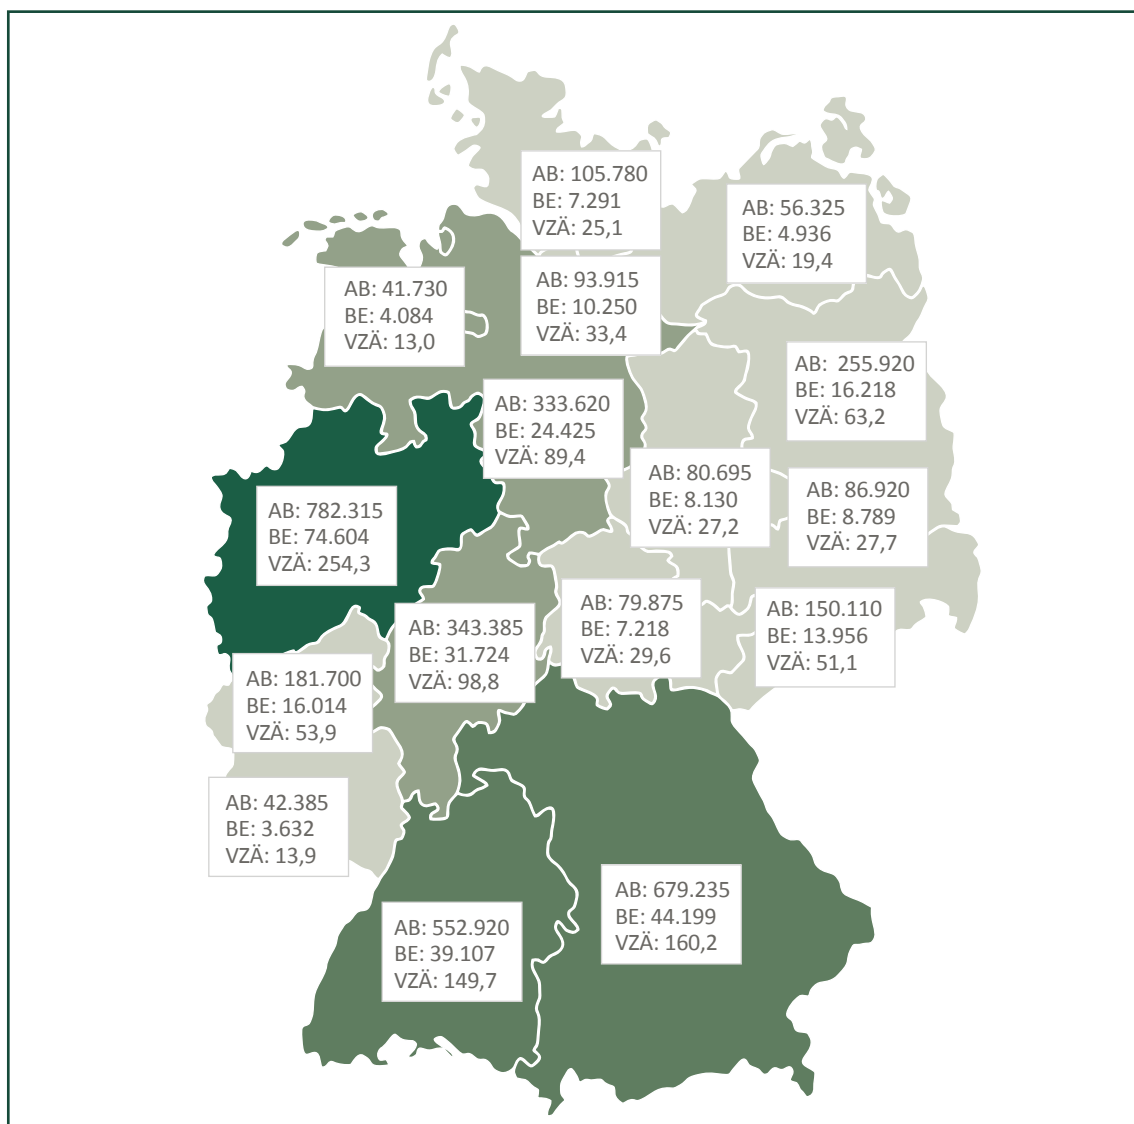 AB: 105.780
BE: 7.291
VZÄ: 25,1
AB: 56.325
BE: 4.936
VZÄ: 19,4
AB: 41.730
BE: 4.084
VZÄ: 13,0
AB: 93.915
BE: 10.250
VZÄ: 33,4
AB: 255.920
BE: 16.218
VZÄ: 63,2
AB: 333.620
BE: 24.425
VZÄ: 89,4
AB: 80.695
BE: 8.130
VZÄ: 27,2
AB: 86.920
BE: 8.789
VZÄ: 27,7
AB: 782.315
BE: 74.604
VZÄ: 254,3
AB: 79.875
BE: 7.218
VZÄ: 29,6
AB: 150.110
BE: 13.956
VZÄ: 51,1
AB: 343.385
BE: 31.724
VZÄ: 98,8
AB: 181.700
BE: 16.014
VZÄ: 53,9
AB: 42.385
BE: 3.632
VZÄ: 13,9
AB: 679.235
BE: 44.199
VZÄ: 160,2
AB: 552.920
BE: 39.107
VZÄ: 149,7